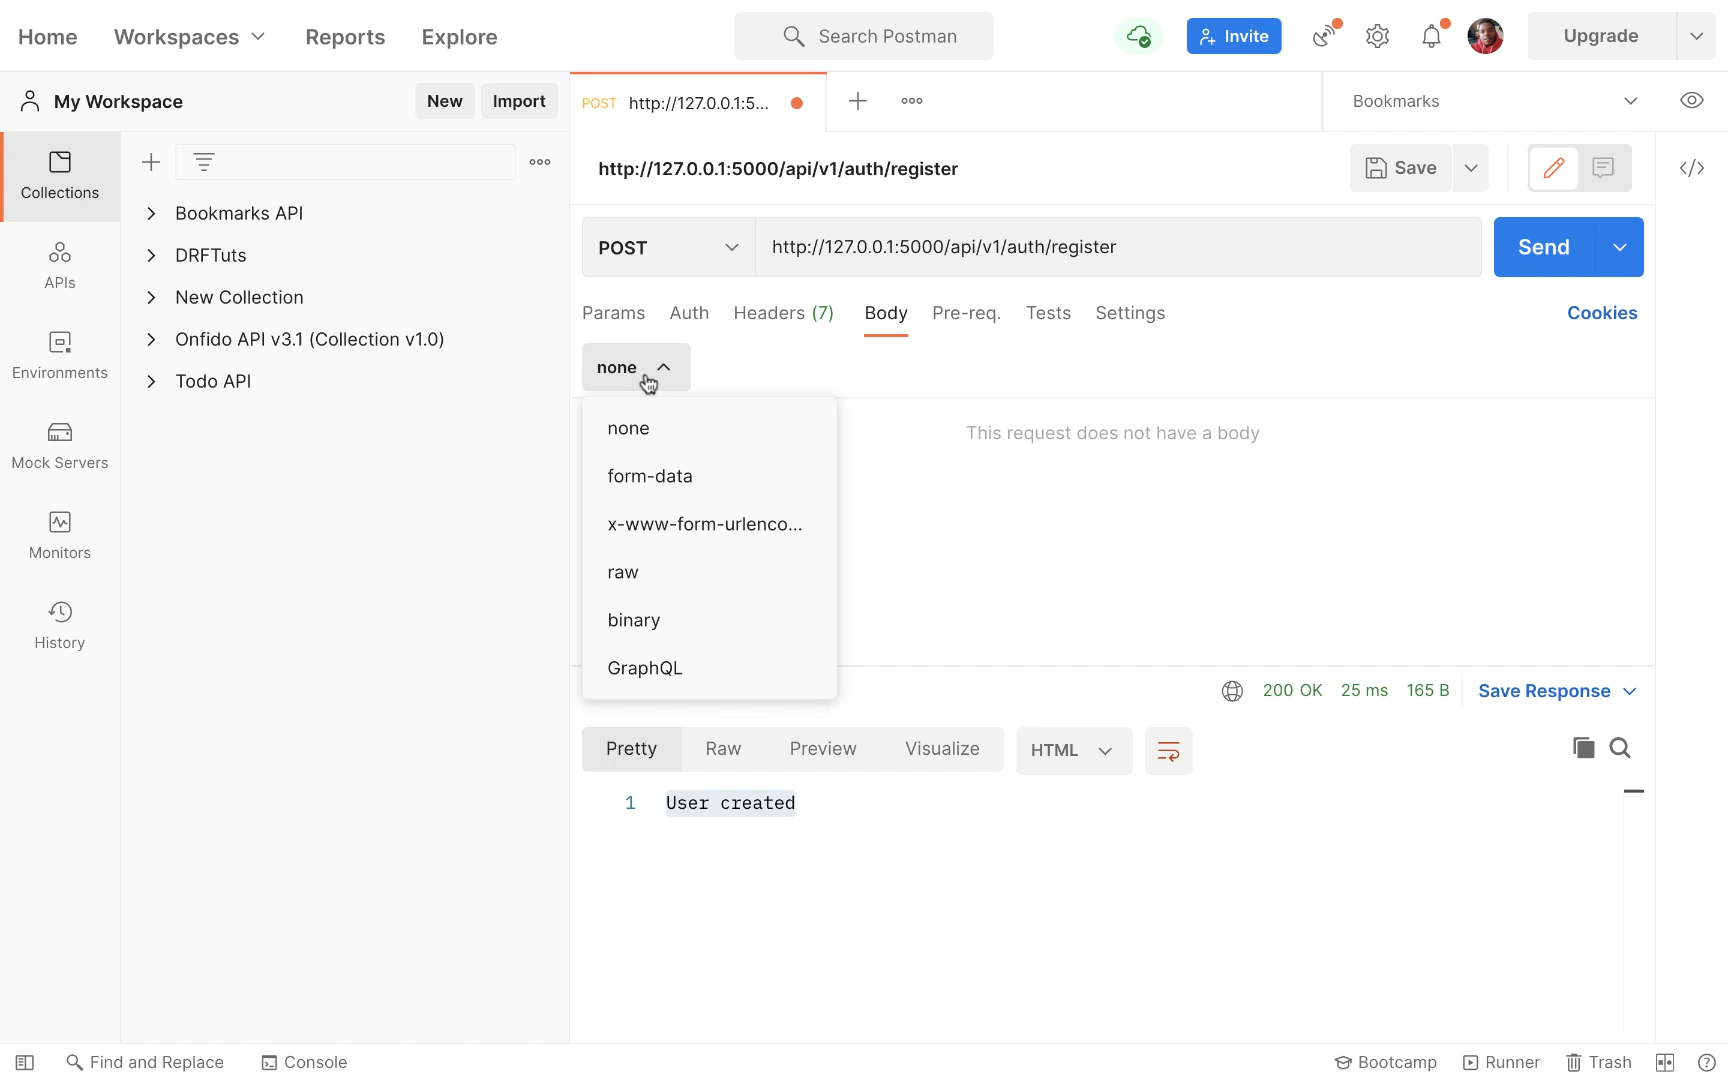 Home
Workspaces
Reports
Explore
Search Postman
Invite
Upgrade
My Workspace
New
Import
POST http://127.0.0.1:5...
Bookmarks
Collections
http://127.0.0.1:5000/api/v1/auth/register
Save
Bookmarks API
POST
http://127.0.0.1:5000/api/v1/auth/register
Send
DRFTuts
APIs
New Collection
Params
Auth
Headers (7)
Body
Pre-req.
Tests
Settings
Cookies
Onfido API v3.1 (Collection v1.0)
Environments
none
Todo API
none
This request does not have a body
Mock Servers
form-data
x-www-form-urlenco...
Monitors
raw
binary
History
GraphQL
200 OK
25 ms
165 B
Save Response
Pretty
Raw
Preview
Visualize
HTML
1 User created
Find and Replace
Console
Bootcamp
Runner
Trash